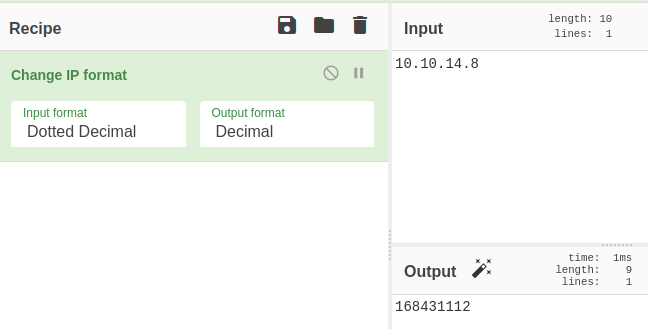 Recipe
Change IP format
Input format
Dotted Decimal
Output format
Decimal
Input
length: 10
lines: 1
10.10.14.8
Output
time: 1ms
length: 9
lines: 1
168431112